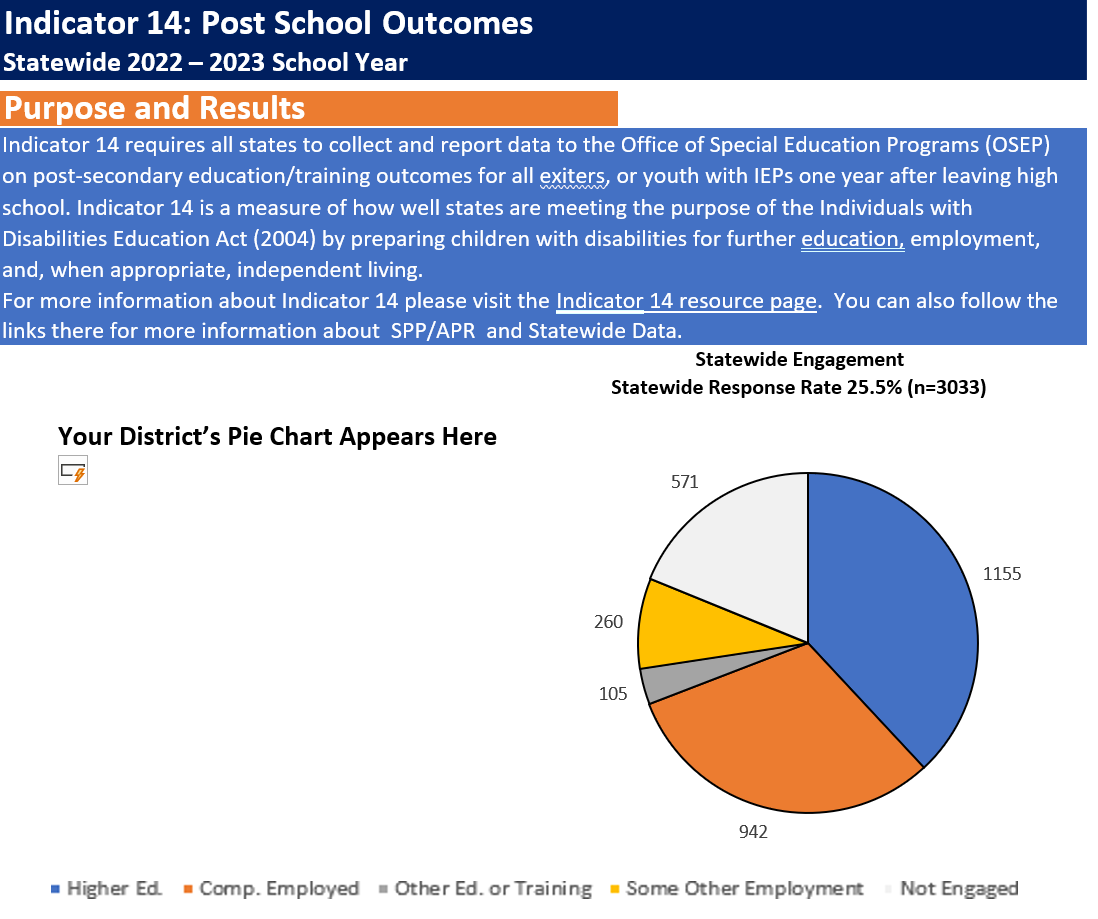 Indicator 14: Post School Outcomes
Statewide 2022 – 2023 School Year
Purpose and Results
Indicator 14 requires all states to collect and report data to the Office of Special Education Programs (OSEP)
on post-secondary education/training outcomes for all exiters, or youth with IEPs one year after leaving high
school. Indicator 14 is a measure of how well states are meeting the purpose of the Individuals with
Disabilities Education Act (2004) by preparing children with disabilities for further education, employment,
and, when appropriate, independent living.
For more information about Indicator 14 please visit the Indicator 14 resource page.  You can also follow the
links there for more information about  SPP/APR  and Statewide Data.
Statewide Engagement
Statewide Response Rate 25.5% (n=3033)
Your District’s Pie Chart Appears Here
571
1155
260
105
942
Higher Ed. Comp. Employed Other Ed. or Training Some Other Employment Not Engaged